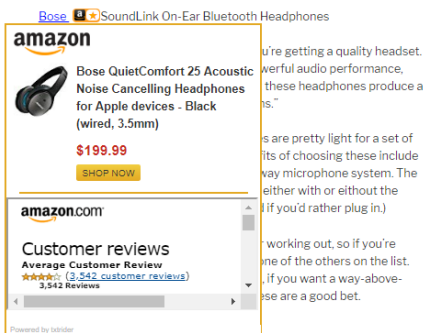 Bose a SoundLink On-Ear Bluetooth Headphones
amazon
Bose QuietComfort 25 Acoustic
Noise Cancelling Headphones
for Apple devices - Black
(wired, 3.5mm)
$199.99
SHOP NOW
amazon.com
Customer reviews
Average Customer Review
(3,542 customer reviews)
3,542 Reviews
Powered by lxtrider
you're getting a quality headset.
werful audio performance,
these headphones produce a
ns."
es are pretty light for a set of
fits of choosing these include
way microphone system. The
either with or eithout the
d if you'd rather plug in.)
r working out, so if you're
one of the others on the list.
, if you want a way-above-
ese are a good bet.